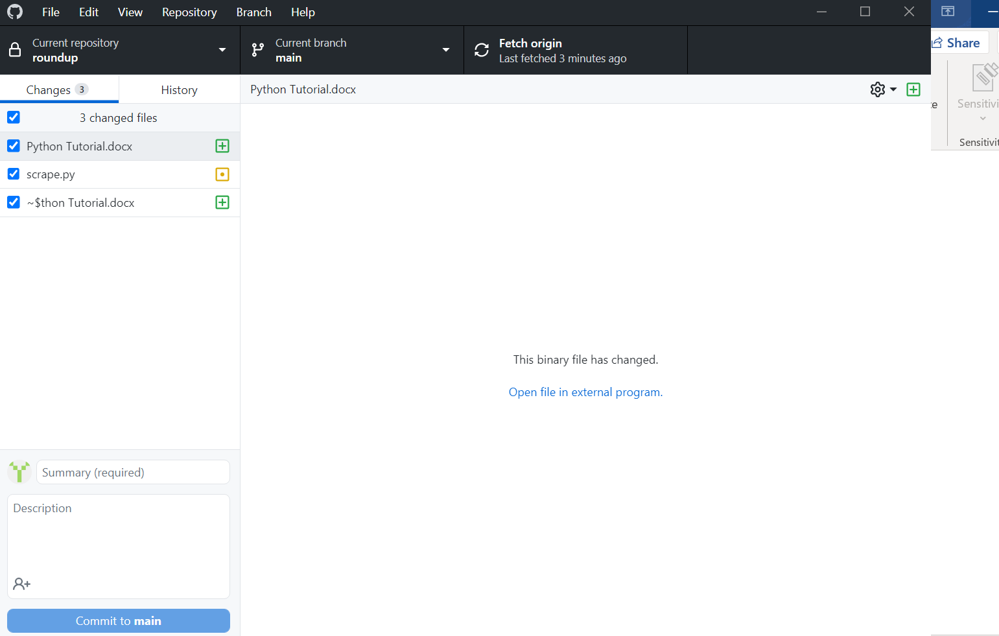 File Edit View Repository Branch Help
Current repository
roundup
Current branch
main
Fetch origin
Last fetched 3 minutes ago
Share
Changes 3
History
Python Tutorial.docx
Sensitivi
3 changed files
Sensitivit
Python Tutorial.docx
scrape.py
~$thon Tutorial.docx
This binary file has changed.
Open file in external program.
Summary (required)
Description
Commit to main